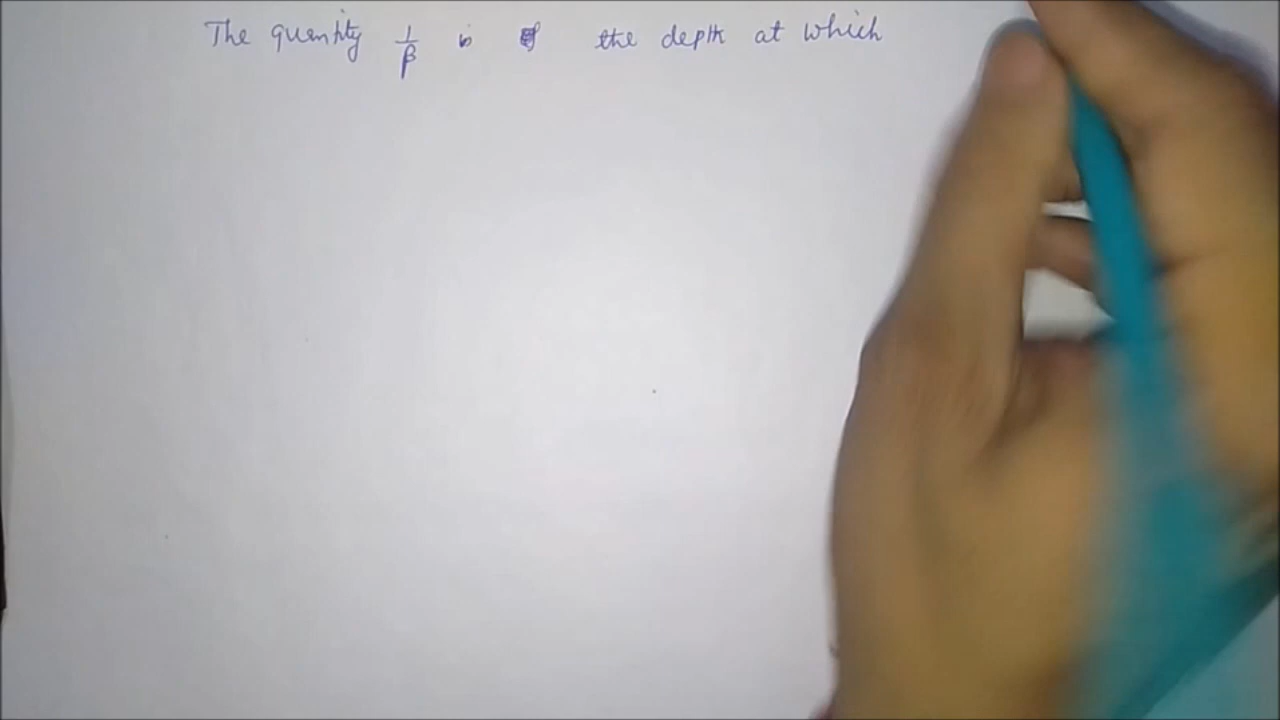 The quantity 1/β is the depth at which